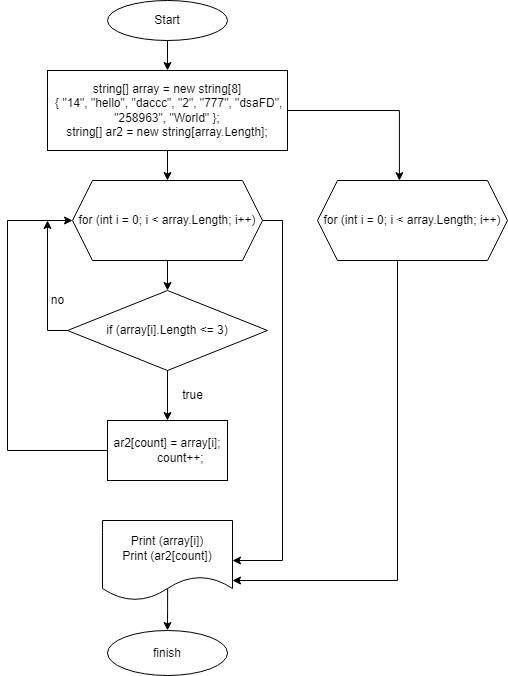 Start
string[] array = new string[8]
{ "14", "hello", "daccc", "2", "777", "dsaFD",
"258963", "World" };
string[] ar2 = new string[array.Length];
for (int i = 0; i < array.Length; i++)
for (int i = 0; i < array.Length; i++)
no
if (array[i].Length <= 3)
true
ar2[count] = array[i];
count++;
Print (array[i])
Print (ar2[count])
finish